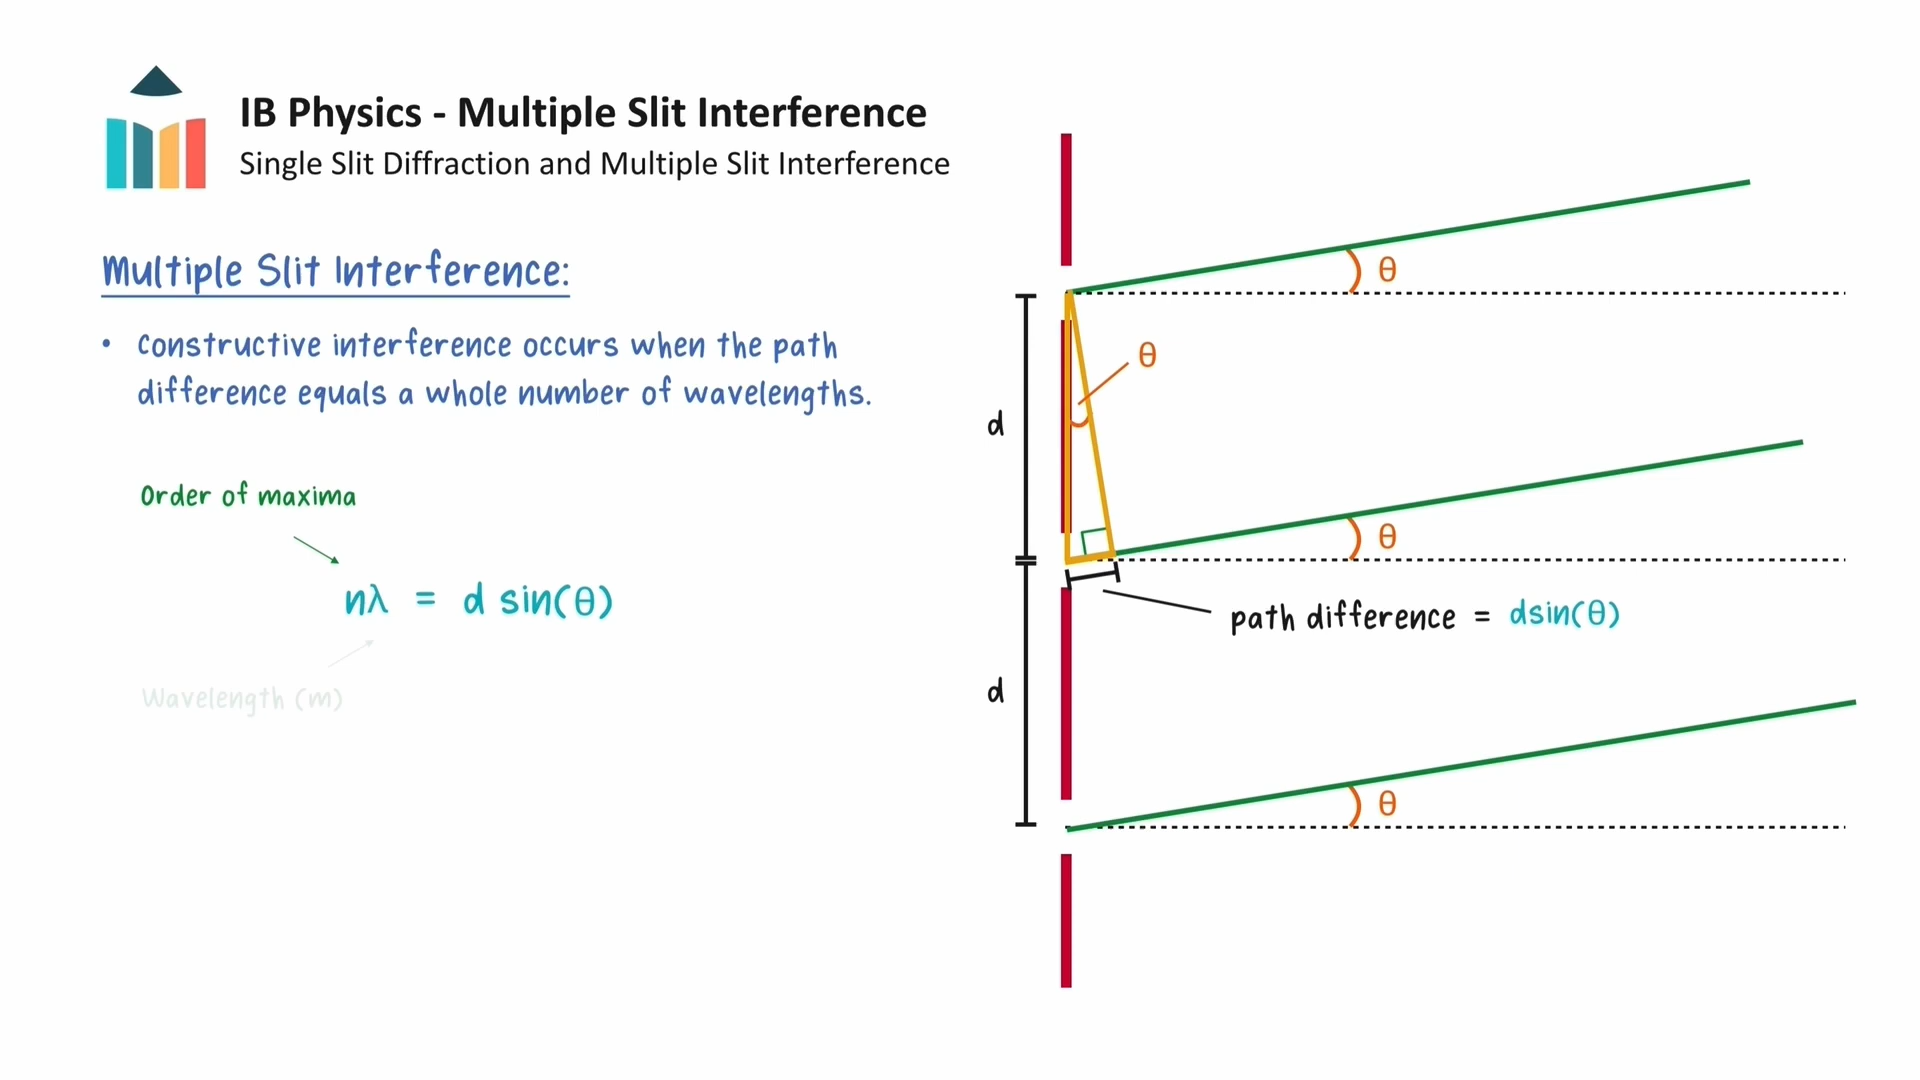 IB Physics - Multiple Slit Interference
Single Slit Diffraction and Multiple Slit Interference
Multiple Slit Interference:
• Constructive interference occurs when the path
difference equals a whole number of wavelengths.
Order of maxima
nλ = d sin(θ)
Wavelength (m)
θ
θ
d
θ
path difference = dsin(θ)
d
θ